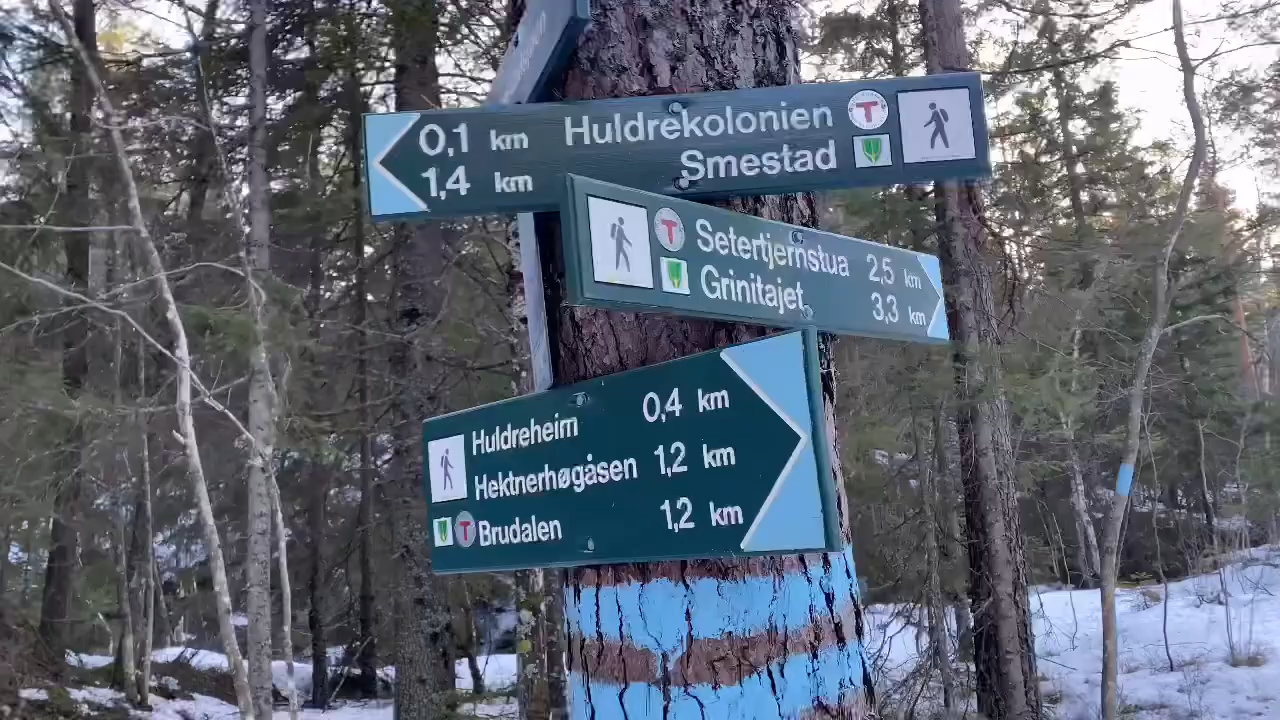 0,1 km Huldrekolonien T
1,4 km Smestad
T Setertjernstua 2,5 km
Grinitajet 3,3 km
Huldreheim 0,4 km
Hektnerhøgåsen 1,2 km
T Brudalen 1,2 km